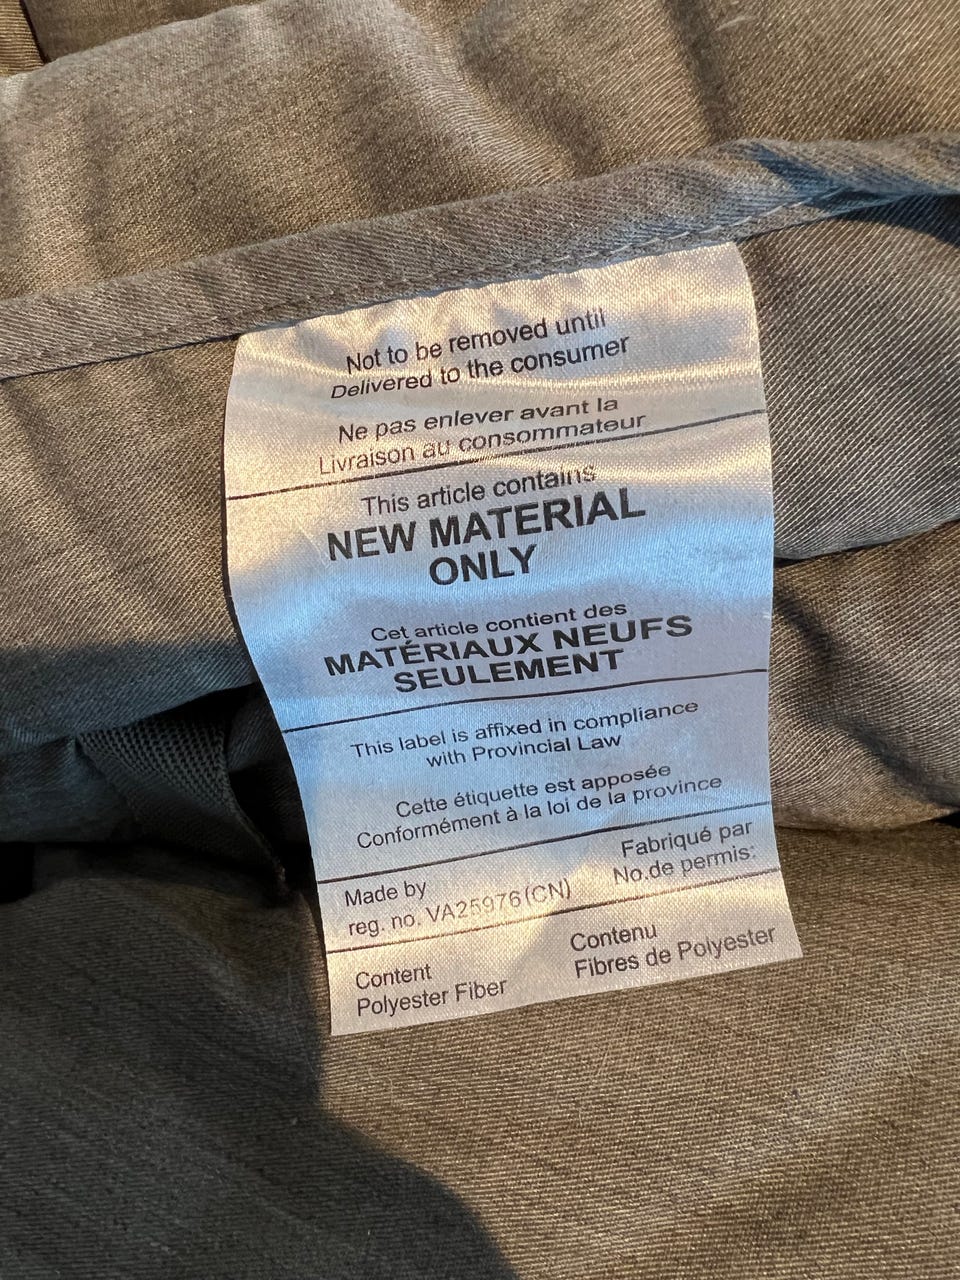 Not to be removed until
Delivered to the consumer
Ne pas enlever avant la
Livraison au consommateur
This article contains
NEW MATERIAL
ONLY
Cet article contient des
MATÉRIAUX NEUFS
SEULEMENT
This label is affixed in compliance
with Provincial Law
Cette étiquette est apposée
Conformément à la loi de la province
Made by
reg. no. VA25976(CN)
Fabriqué par
No.de permis:
Content
Polyester Fiber
Contenu
Fibres de Polyester